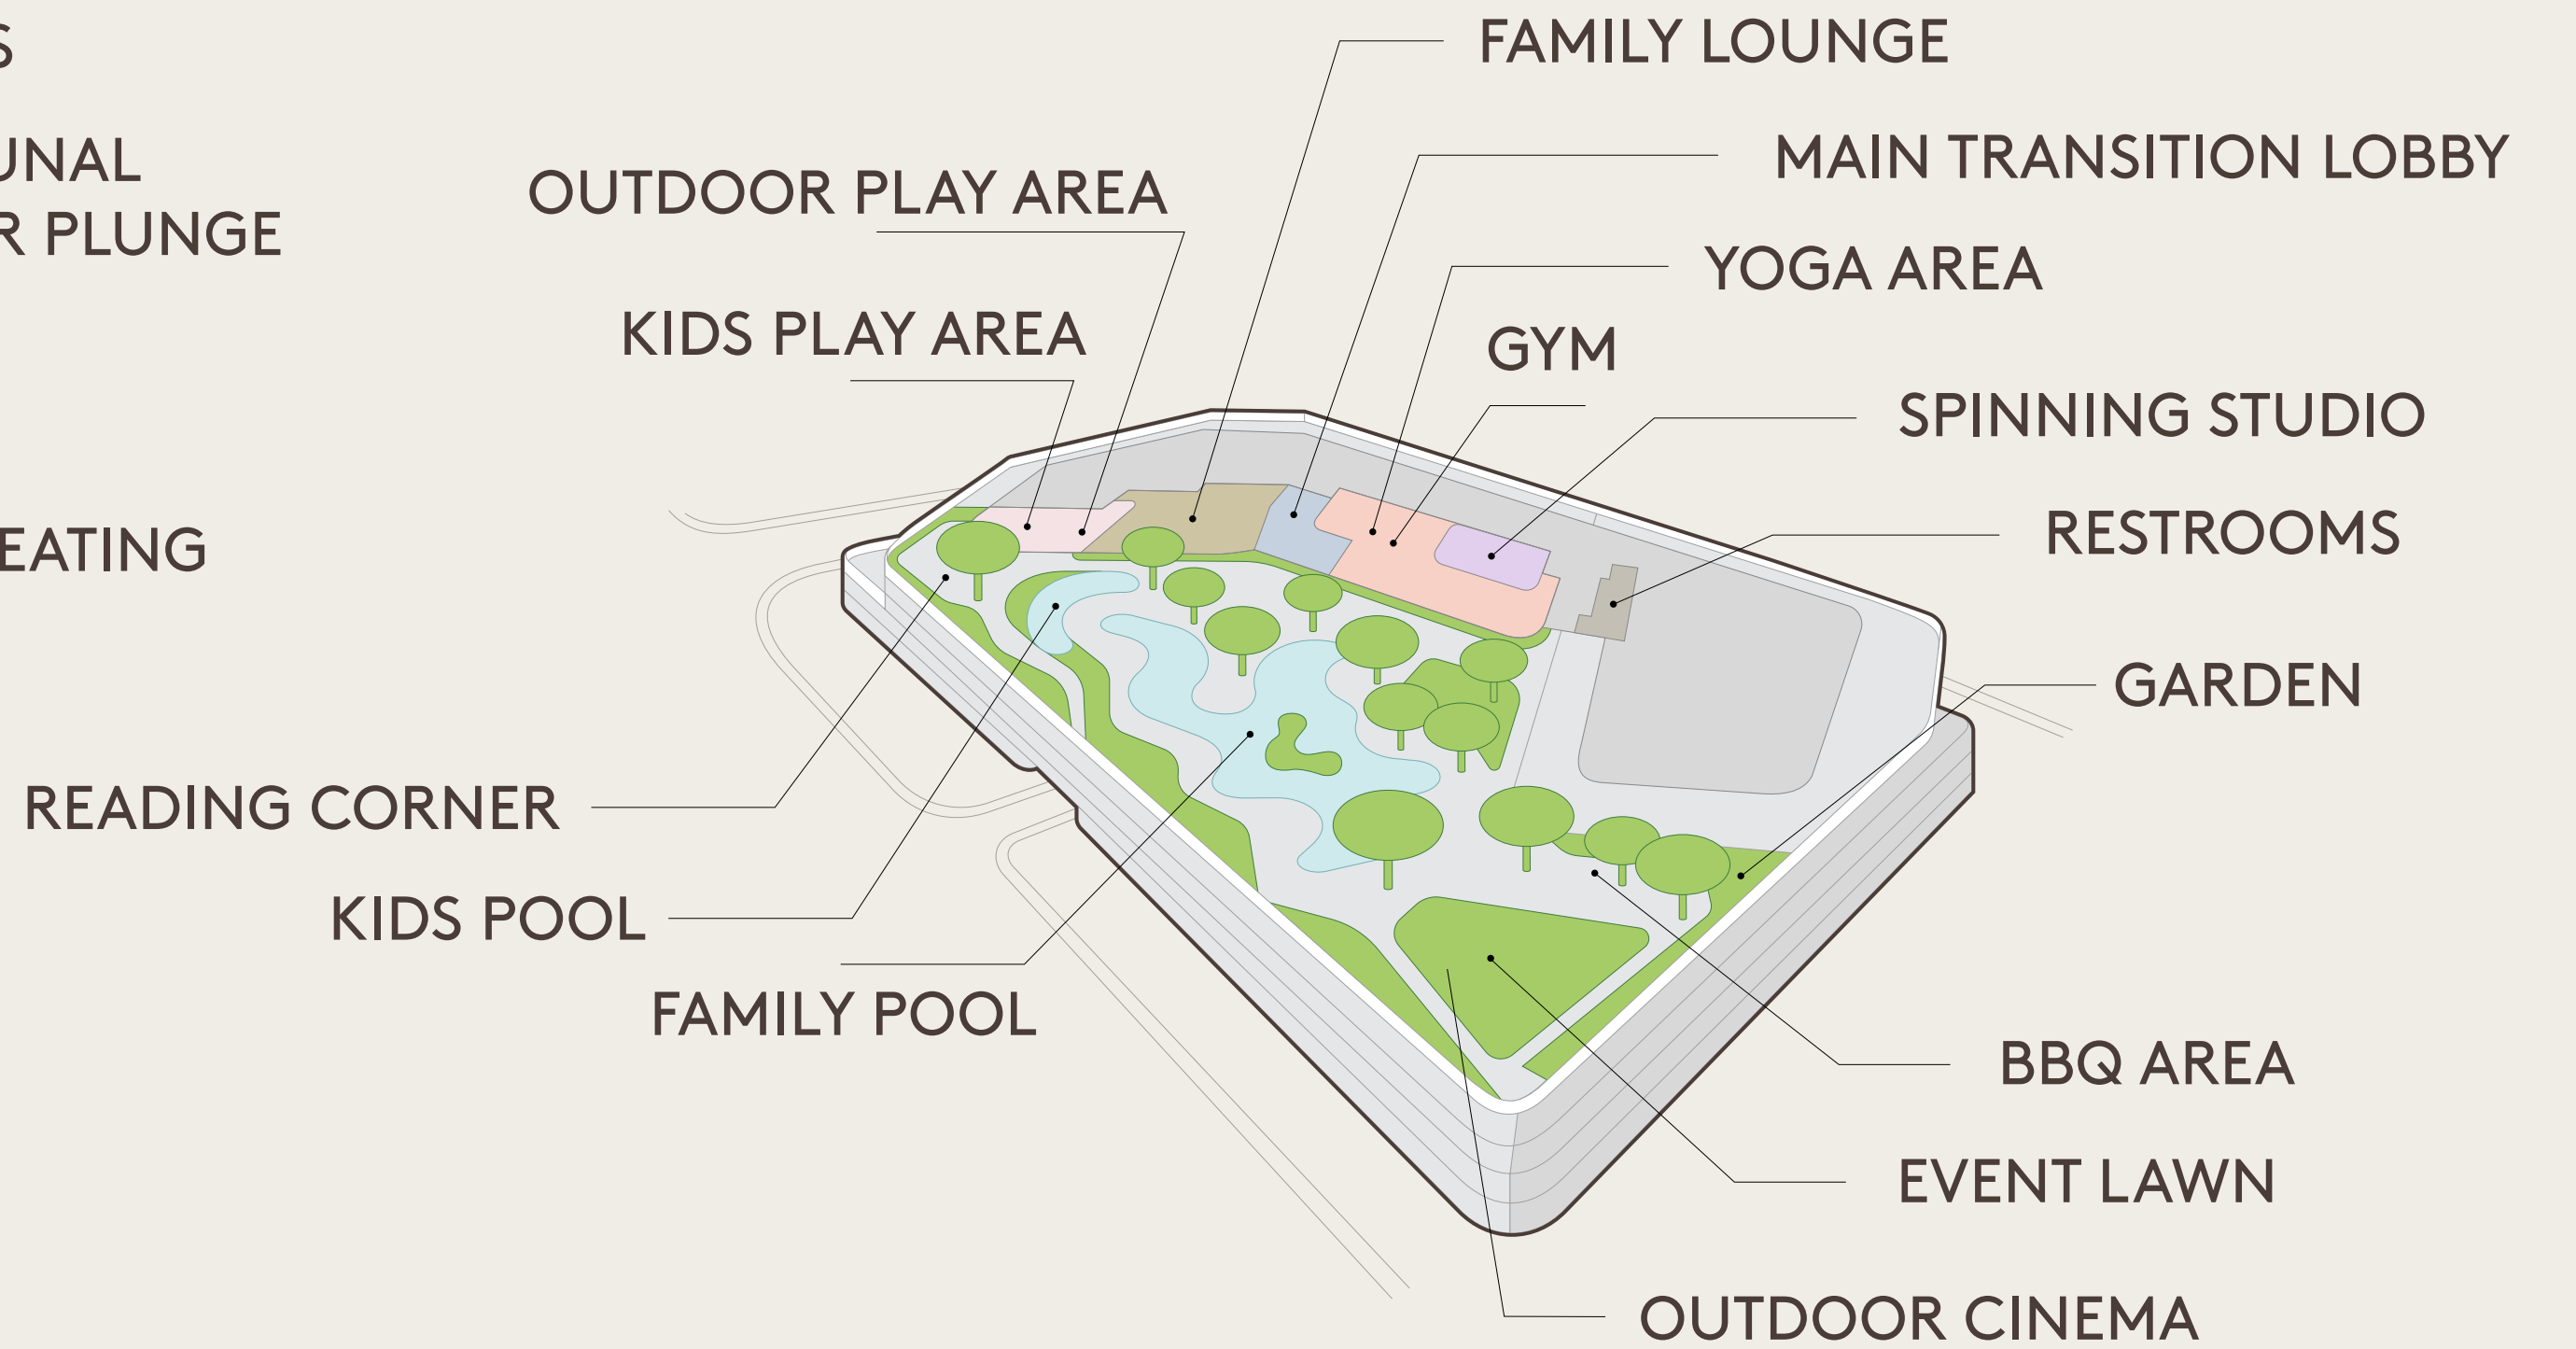 S
FAMILY LOUNGE
UNAL
MAIN TRANSITION LOBBY
OUTDOOR PLAY AREA
R PLUNGE
YOGA AREA
KIDS PLAY AREA
GYM
SPINNING STUDIO
EATING
RESTROOMS
GARDEN
READING CORNER
KIDS POOL
FAMILY POOL
BBQ AREA
EVENT LAWN
OUTDOOR CINEMA